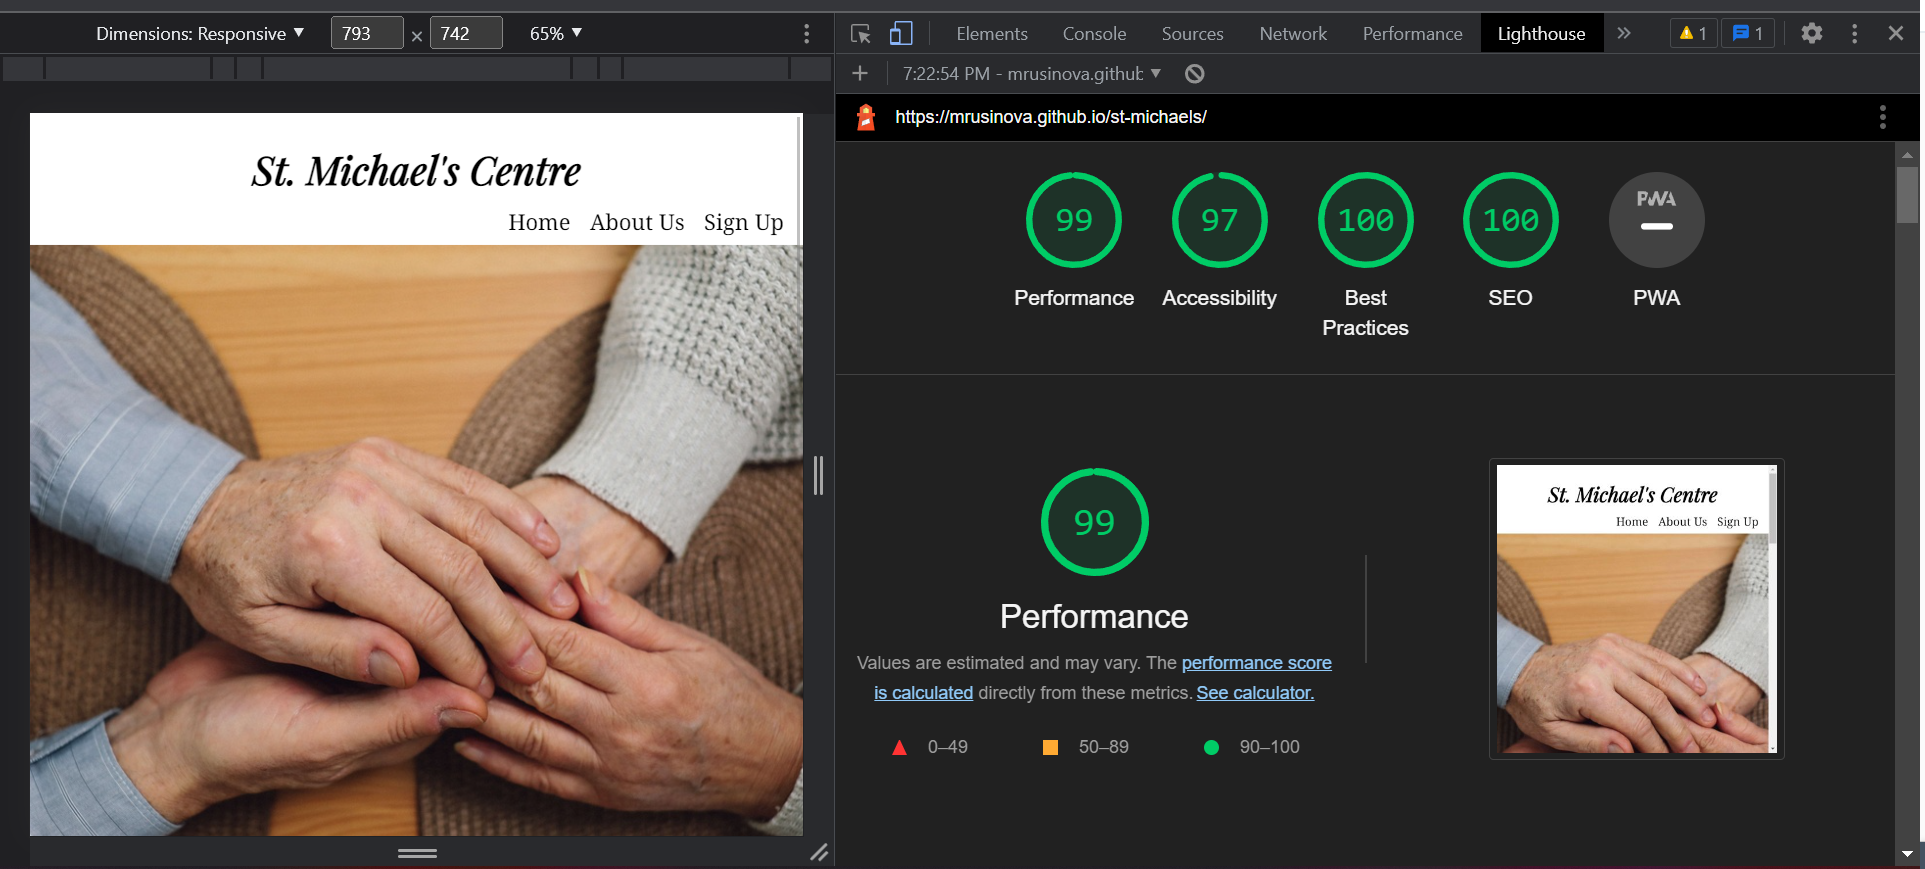 Dimensions: Responsive ▼ 793 × 742 65% ▼
Elements Console Sources Network Performance Lighthouse » 1 1
+ 7:22:54 PM - mrusinova.github ▼
https://mrusinova.github.io/st-michaels/
St. Michael's Centre
Home About Us Sign Up
99 97 100 100 PWA
Performance Accessibility Best Practices SEO PWA
99
Performance
Values are estimated and may vary. The performance score
is calculated directly from these metrics. See calculator.
0–49 50–89 90–100
St. Michael's Centre
Home About Us Sign Up